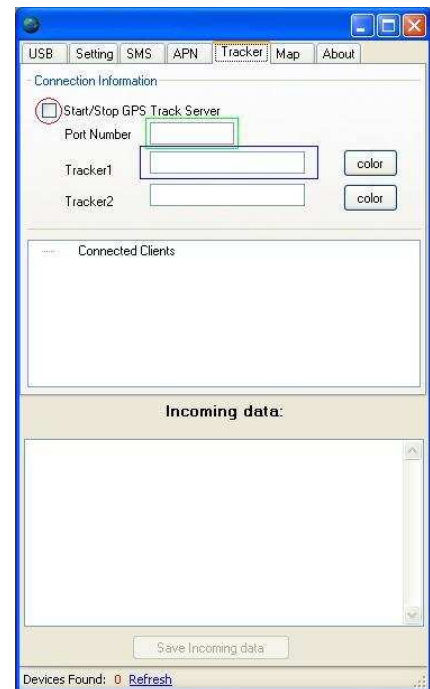 USB Setting SMS APN Tracker Map About
Connection Information
Start/Stop GPS Track Server
Port Number
Tracker1 color
Tracker2 color
Connected Clients
Incoming data:
Save Incoming data
Devices Found: 0 Refresh